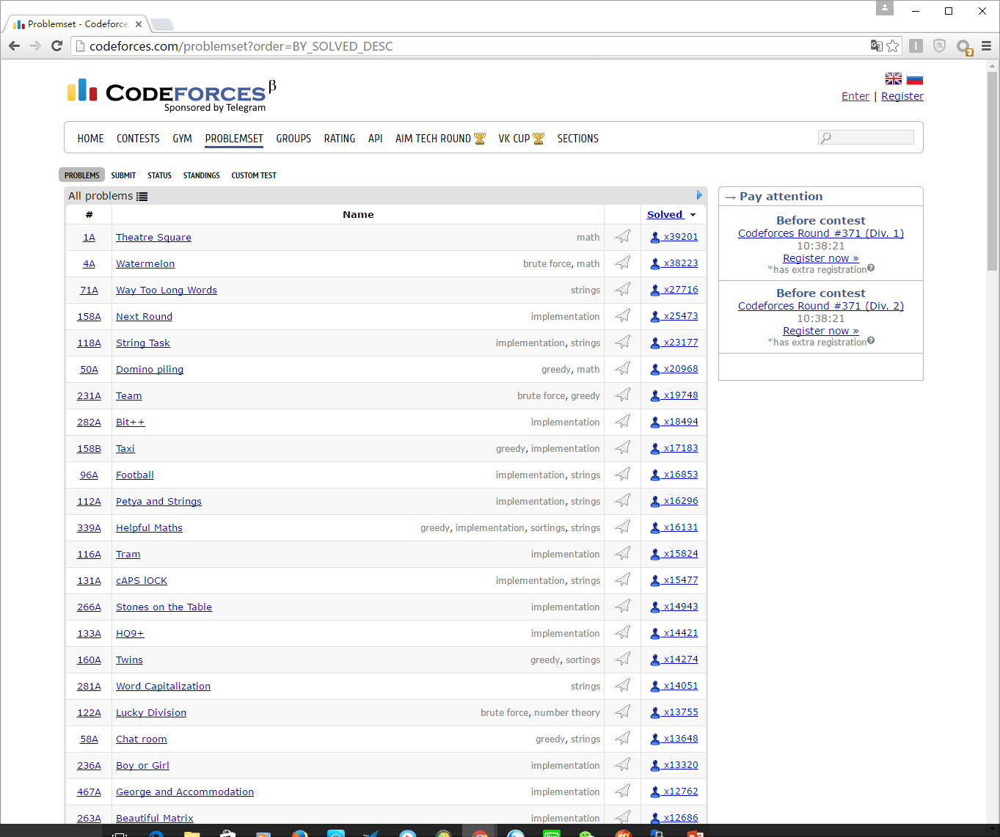 Problemset - Codeforce
codeforces.com/problemset?order=BY_SOLVED_DESC
CODEFORCES β
Sponsored by Telegram
Enter | Register
HOME CONTESTS GYM PROBLEMSET GROUPS RATING API AIM TECH ROUND VK CUP SECTIONS
PROBLEMS SUBMIT STATUS STANDINGS CUSTOM TEST
All problems
# Name Solved
1A Theatre Square math x39201
4A Watermelon brute force, math x38223
71A Way Too Long Words strings x27716
158A Next Round implementation x25473
118A String Task implementation, strings x23177
50A Domino piling greedy, math x20968
231A Team brute force, greedy x19748
282A Bit++ implementation x18494
158B Taxi greedy, implementation x17183
96A Football implementation, strings x16853
112A Petya and Strings implementation, strings x16296
339A Helpful Maths greedy, implementation, sortings, strings x16131
116A Tram implementation x15824
131A cAPS lOCK implementation, strings x15477
266A Stones on the Table implementation x14943
133A HQ9+ implementation x14421
160A Twins greedy, sortings x14274
281A Word Capitalization strings x14051
122A Lucky Division brute force, number theory x13755
58A Chat room greedy, strings x13648
236A Boy or Girl implementation x13320
467A George and Accommodation implementation x12762
263A Beautiful Matrix implementation x12686
→ Pay attention
Before contest
Codeforces Round #371 (Div. 1)
10:38:21
Register now »
*has extra registration?
Before contest
Codeforces Round #371 (Div. 2)
10:38:21
Register now »
*has extra registration?